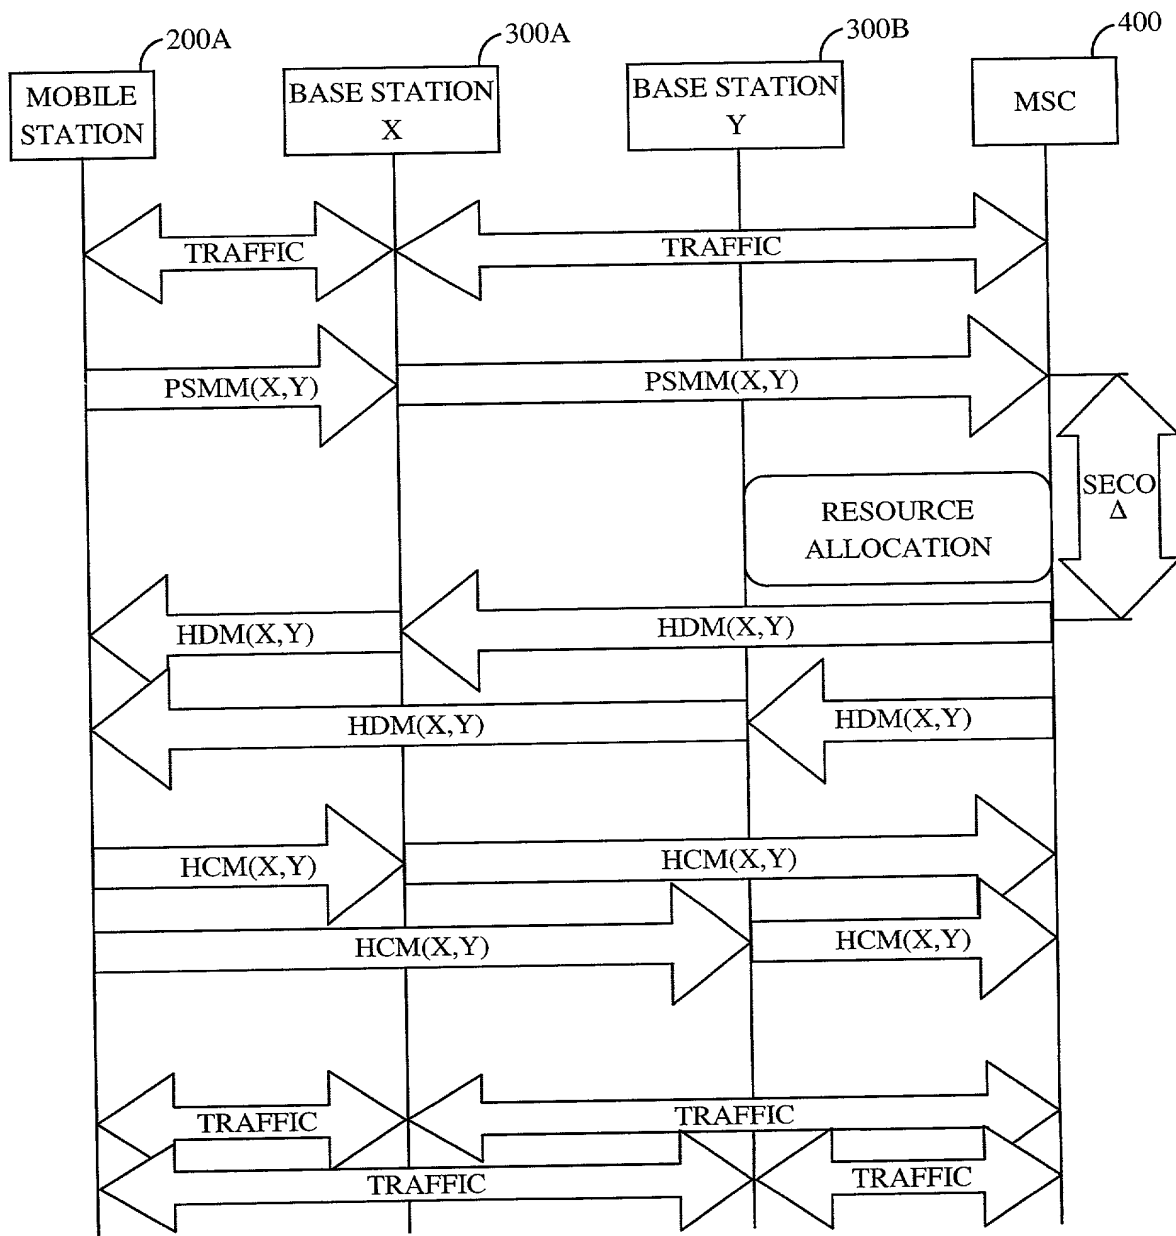 200A
300A
300B
400
MOBILE
STATION
BASE STATION
X
BASE STATION
Y
MSC
TRAFFIC
TRAFFIC
PSMM(X,Y)
PSMM(X,Y)
SECO
Δ
RESOURCE
ALLOCATION
HDM(X,Y)
HDM(X,Y)
HDM(X,Y)
HDM(X,Y)
HCM(X,Y)
HCM(X,Y)
HCM(X,Y)
HCM(X,Y)
TRAFFIC
TRAFFIC
TRAFFIC
TRAFFIC